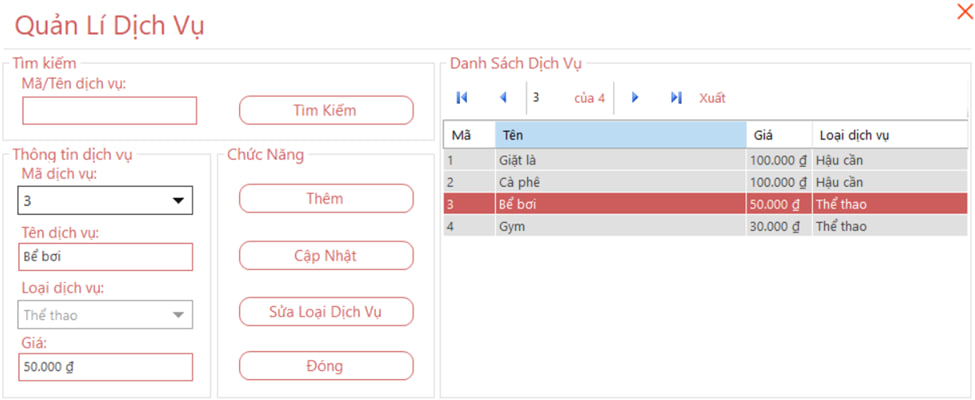 Quản Lí Dịch Vụ
Tìm kiếm
Mã/Tên dịch vụ:
Tìm Kiếm
Thông tin dịch vụ
Mã dịch vụ:
3
Tên dịch vụ:
Bể bơi
Loại dịch vụ:
Thể thao
Giá:
50.000 ₫
Chức Năng
Thêm
Cập Nhật
Sửa Loại Dịch Vụ
Đóng
Danh Sách Dịch Vụ
3 của 4 Xuất
Mã Tên Giá Loại dịch vụ
1 Giặt là 100.000 ₫ Hậu cần
2 Cà phê 100.000 ₫ Hậu cần
3 Bể bơi 50.000 ₫ Thể thao
4 Gym 30.000 ₫ Thể thao